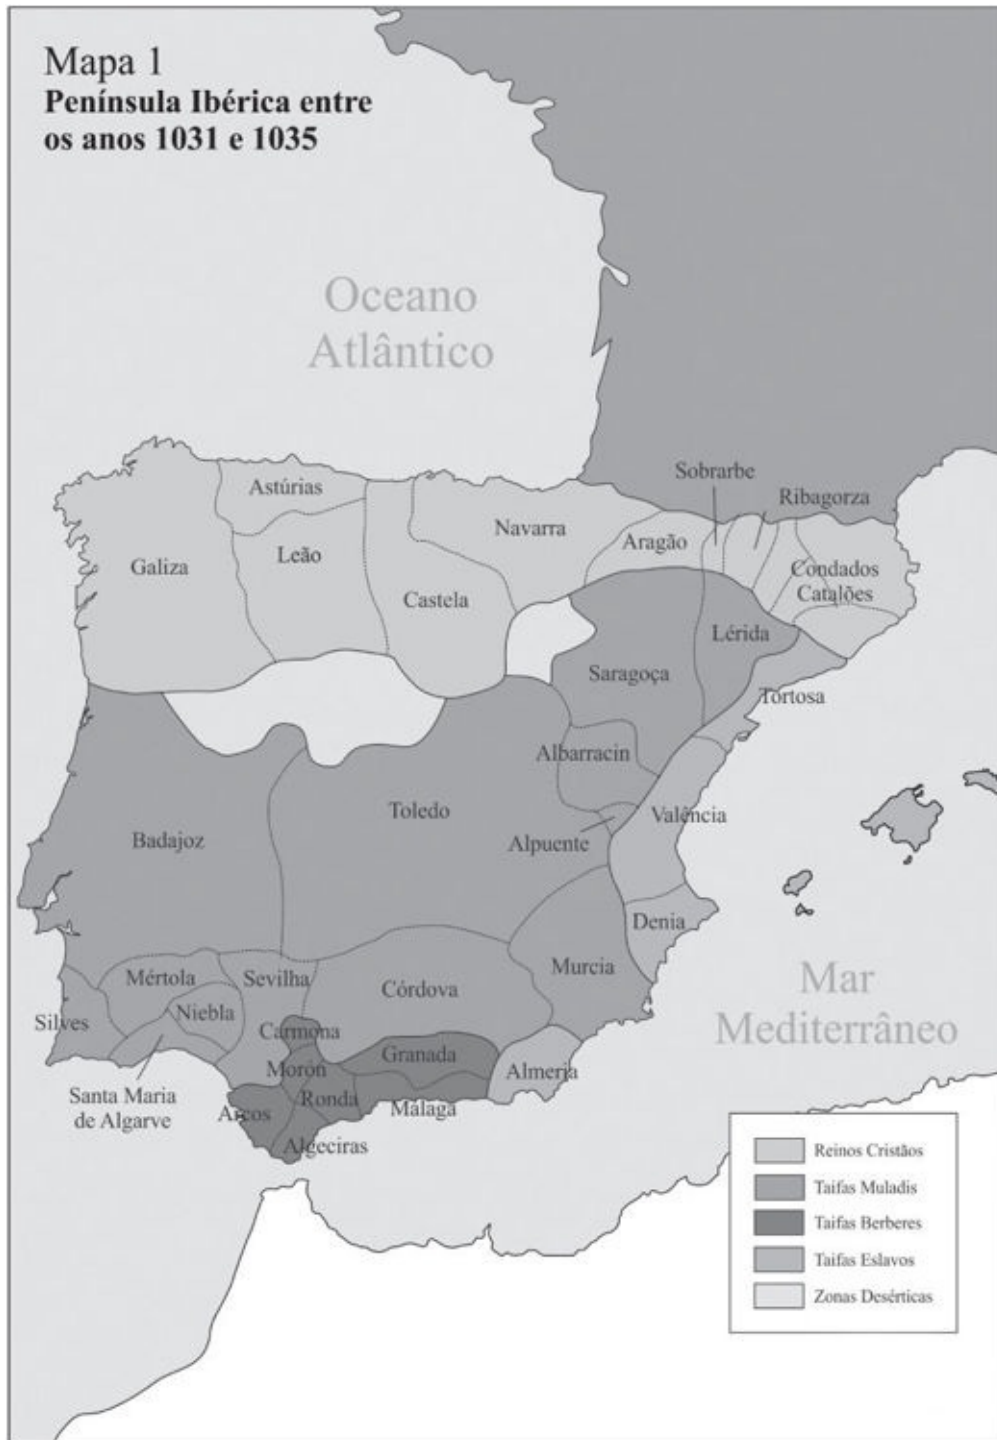 Mapa 1
Península Ibérica entre
os anos 1031 e 1035
Oceano
Atlântico
Sobrarbe
Ribagorza
Astúrias
Navarra
Aragão
Galiza
Leão
Condados
Catalões
Castela
Lérida
Saragoça
Tortosa
Albarracin
Toledo
Valência
Badajoz
Alpuente
Denia
Mértola
Sevilha
Murcia
Córdova
Mar
Mediterrâneo
Silves
Niebla
Carmona
Granada
Morón
Almeria
Santa Maria
de Algarve
Arcos
Ronda
Málaga
Algeciras
Reinos Cristãos
Taifas Muladis
Taifas Berberes
Taifas Eslavos
Zonas Desérticas